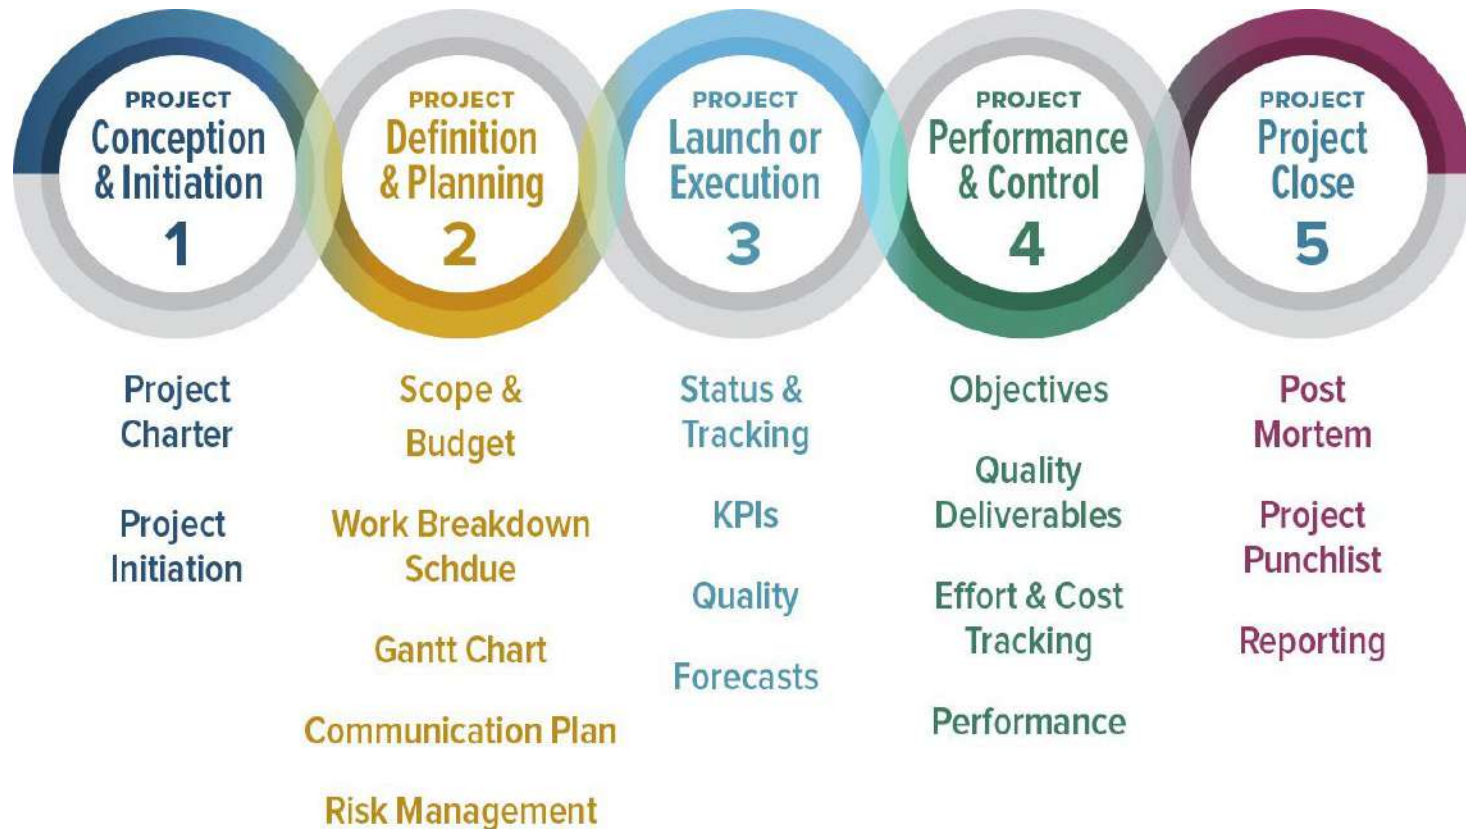 PROJECT
Conception
& Initiation
1
PROJECT
Definition
& Planning
2
PROJECT
Launch or
Execution
3
PROJECT
Performance
& Control
4
PROJECT
Project
Close
5
Project
Charter
Project
Initiation
Scope &
Budget
Work Breakdown
Schdue
Gantt Chart
Communication Plan
Risk Management
Status &
Tracking
KPIs
Quality
Forecasts
Objectives
Quality
Deliverables
Effort & Cost
Tracking
Performance
Post
Mortem
Project
Punchlist
Reporting